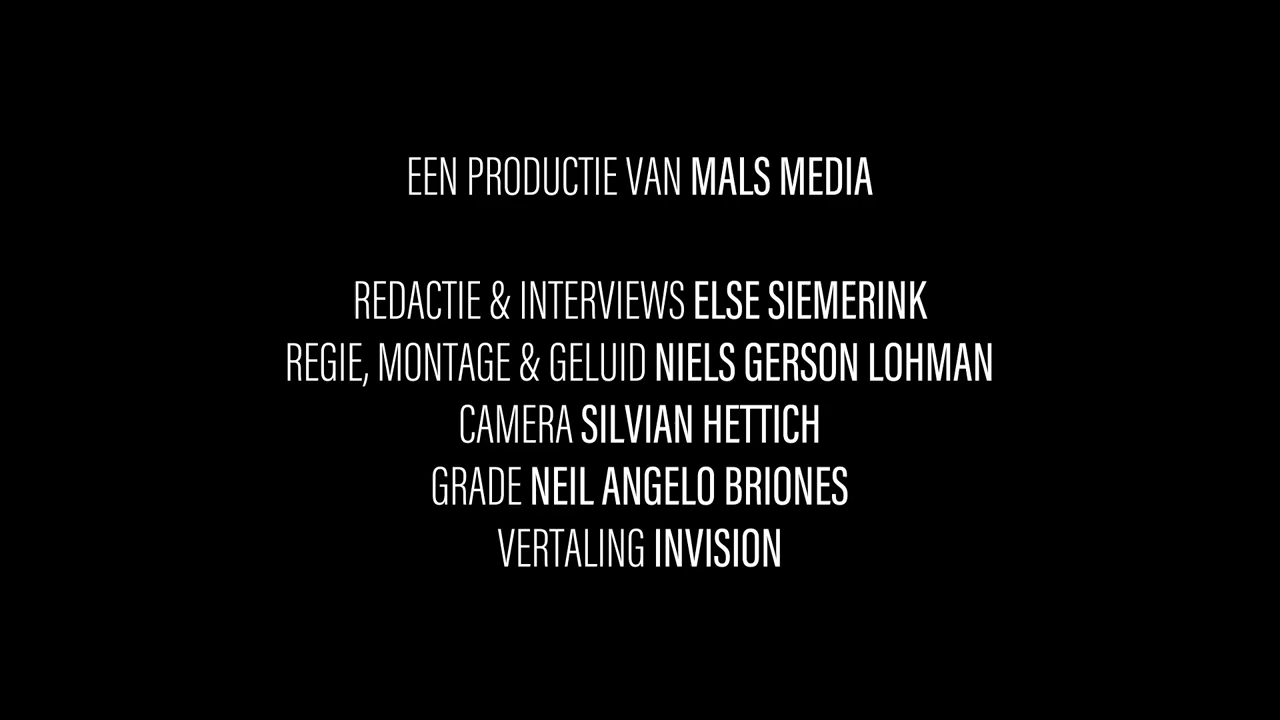 EEN PRODUCTIE VAN MALS MEDIA
REDACTIE & INTERVIEWS ELSE SIEMERINK
REGIE, MONTAGE & GELUID NIELS GERSON LOHMAN
CAMERA SILVIAN HETTICH
GRADE NEIL ANGELO BRIONES
VERTALING INVISION